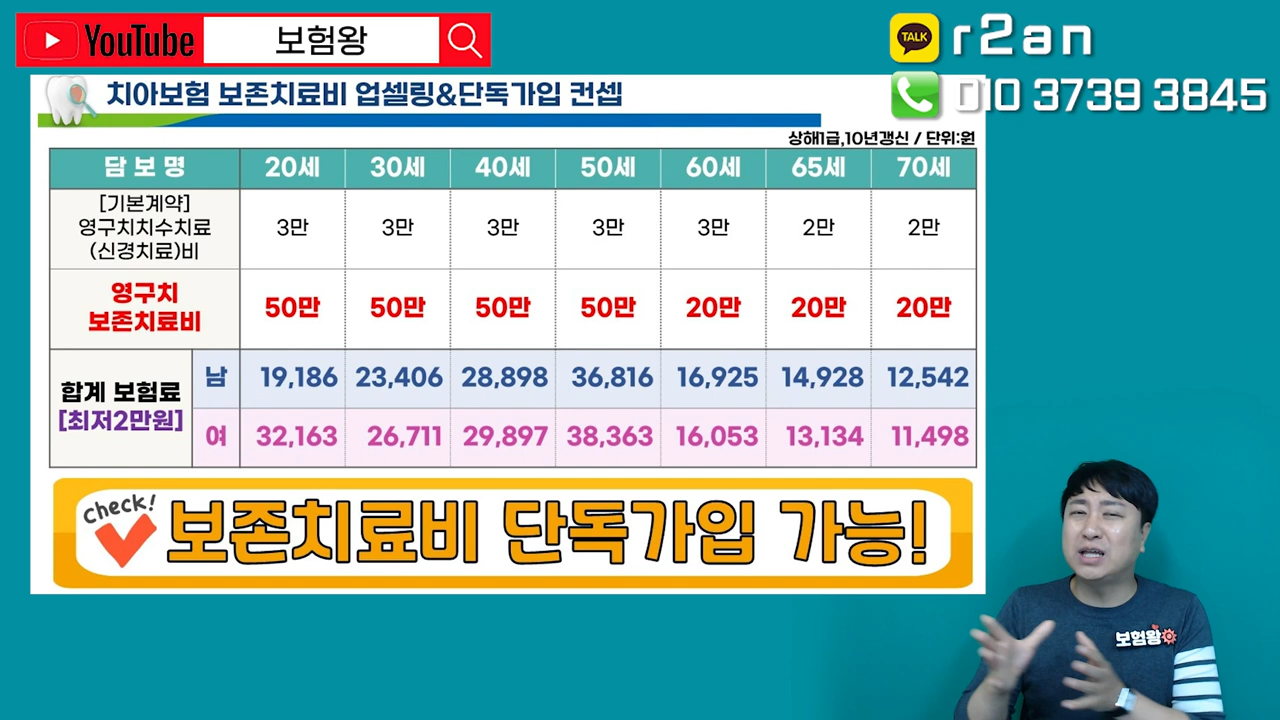 YouTube 보험왕
TALK r2an
010 3739 3845
치아보험 보존치료비 업셀링&단독가입 컨셉
상해1급,10년갱신 / 단위:원
담보명 20세 30세 40세 50세 60세 65세 70세
[기본계약]
영구치치수치료
(신경치료)비
3만 3만 3만 3만 3만 2만 2만
영구치
보존치료비
50만 50만 50만 50만 20만 20만 20만
합계 보험료
[최저2만원]
남 19,186 23,406 28,898 36,816 16,925 14,928 12,542
여 32,163 26,711 29,897 38,363 16,053 13,134 11,498
check!
보존치료비 단독가입 가능!
보험왕